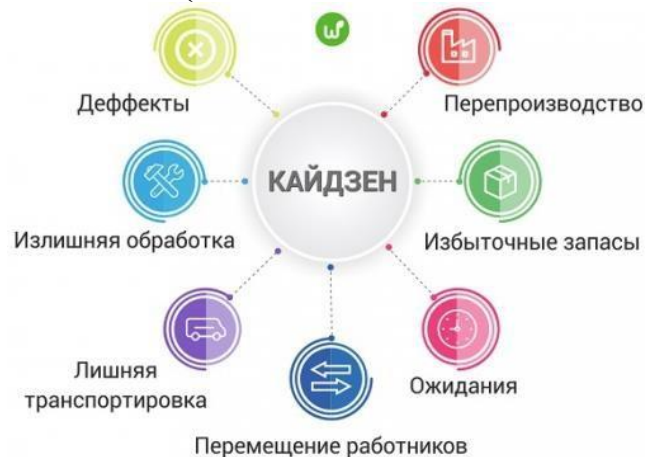 Деффекты
Перепроизводство
КАЙДЗЕН
Излишняя обработка
Избыточные запасы
Лишняя
транспортировка
Ожидания
Перемещение работников